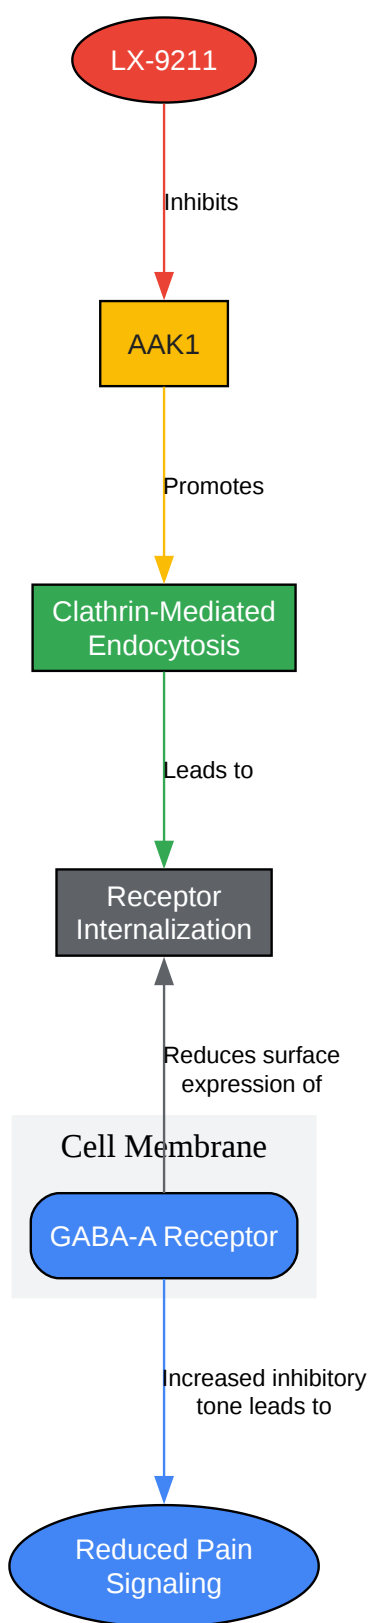 LX-9211
Inhibits
AAK1
Promotes
Clathrin-Mediated
Endocytosis
Leads to
Receptor
Internalization
Reduces surface
expression of
Cell Membrane
GABA-A Receptor
Increased inhibitory
tone leads to
Reduced Pain
Signaling